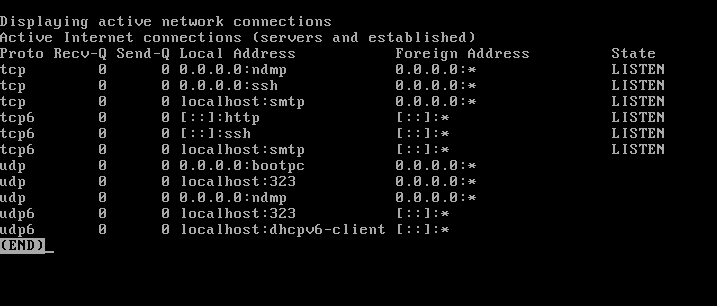 Displaying active network connections
Active Internet connections (servers and established)
Proto Recv-Q Send-Q Local Address           Foreign Address         State
tcp        0      0 0.0.0.0:ndmp            0.0.0.0:*               LISTEN
tcp        0      0 0.0.0.0:ssh             0.0.0.0:*               LISTEN
tcp        0      0 localhost:smtp          0.0.0.0:*               LISTEN
tcp6       0      0 [::]:http               [::]:*                  LISTEN
tcp6       0      0 [::]:ssh                [::]:*                  LISTEN
tcp6       0      0 localhost:smtp          [::]:*                  LISTEN
udp        0      0 0.0.0.0:bootpc          0.0.0.0:*
udp        0      0 localhost:323           0.0.0.0:*
udp        0      0 0.0.0.0:ndmp            0.0.0.0:*
udp6       0      0 localhost:323           [::]:*
udp6       0      0 localhost:dhcpv6-client [::]:*
(END)